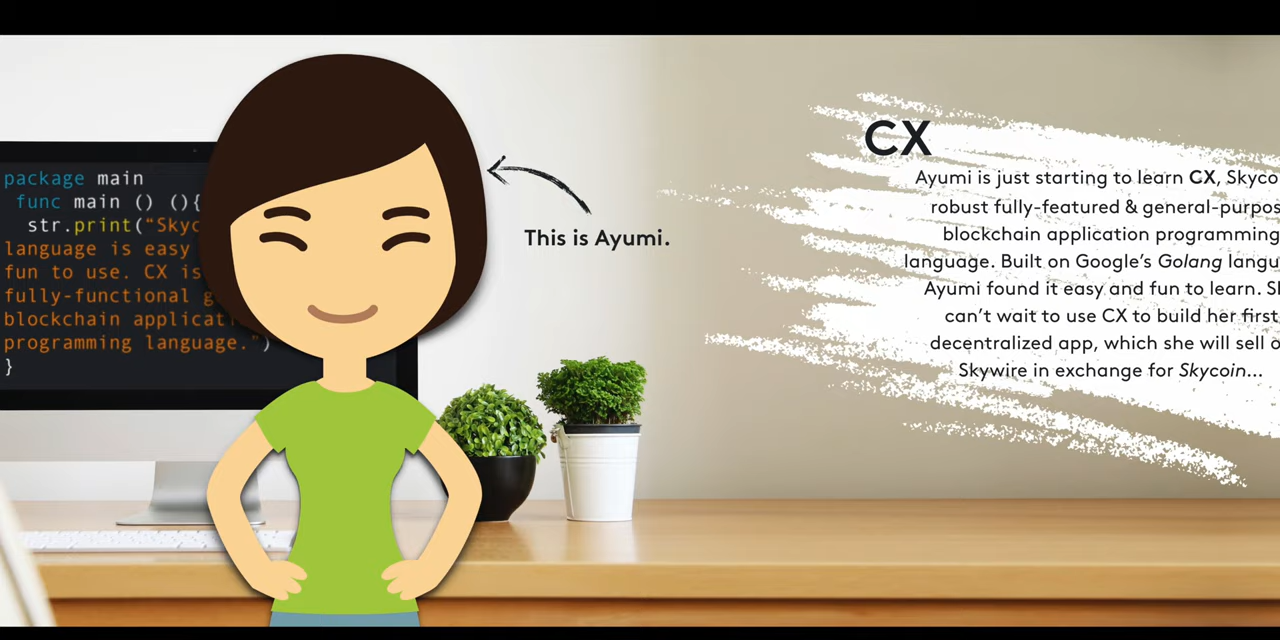 package main
func main () (){
str.print("Skyc
language is easy
fun to use. CX is
fully-functional g
blockchain applicat
programming language.")
}
This is Ayumi.
CX
Ayumi is just starting to learn CX, Skyco
robust fully-featured & general-purpos
blockchain application programming
language. Built on Google's Golang langu
Ayumi found it easy and fun to learn. Sh
can't wait to use CX to build her first
decentralized app, which she will sell o
Skywire in exchange for Skycoin...